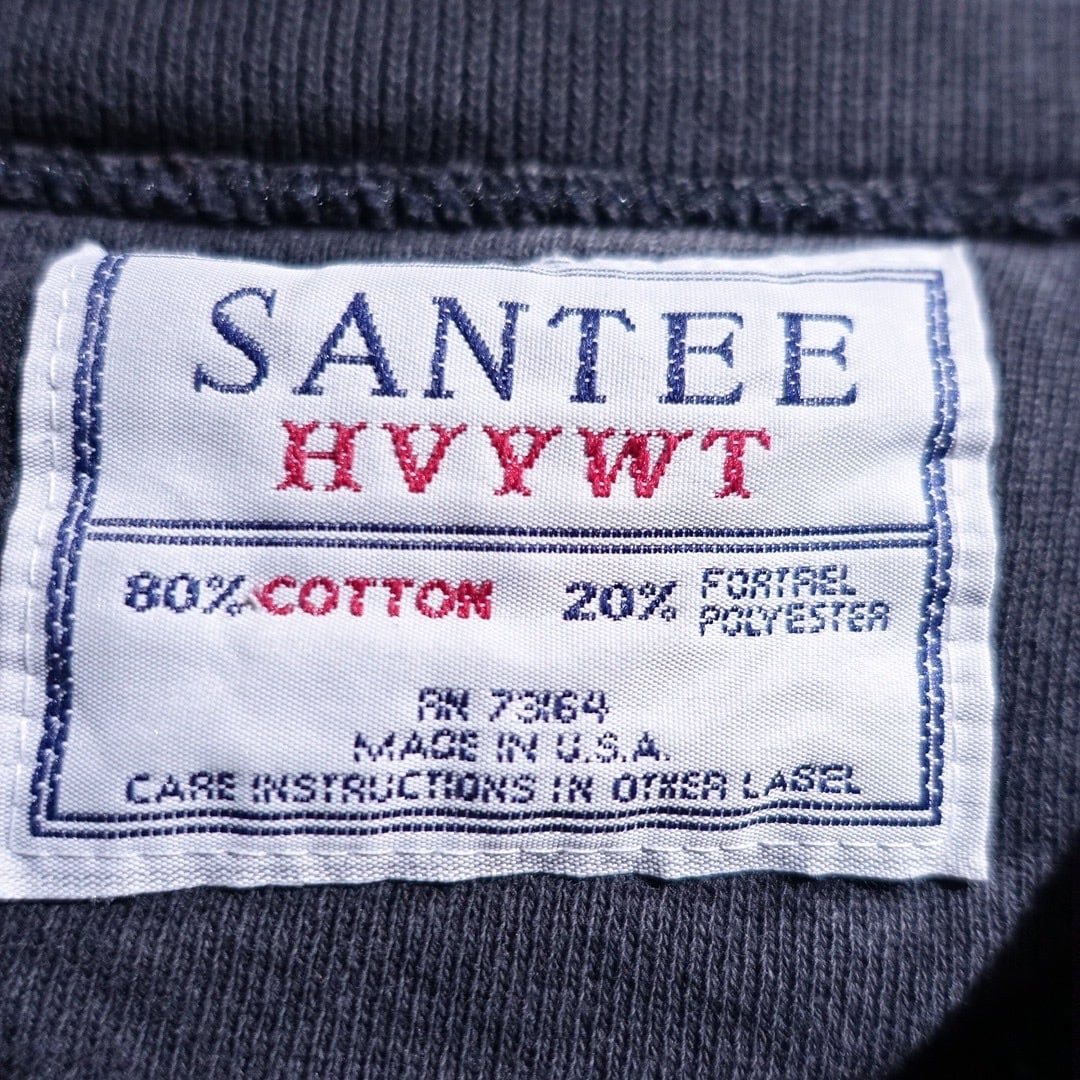 SANTEE
HVYWT
80% COTTON 20% FORTREL POLYESTER
RN 73164
MADE IN U.S.A.
CARE INSTRUCTIONS IN OTHER LABEL